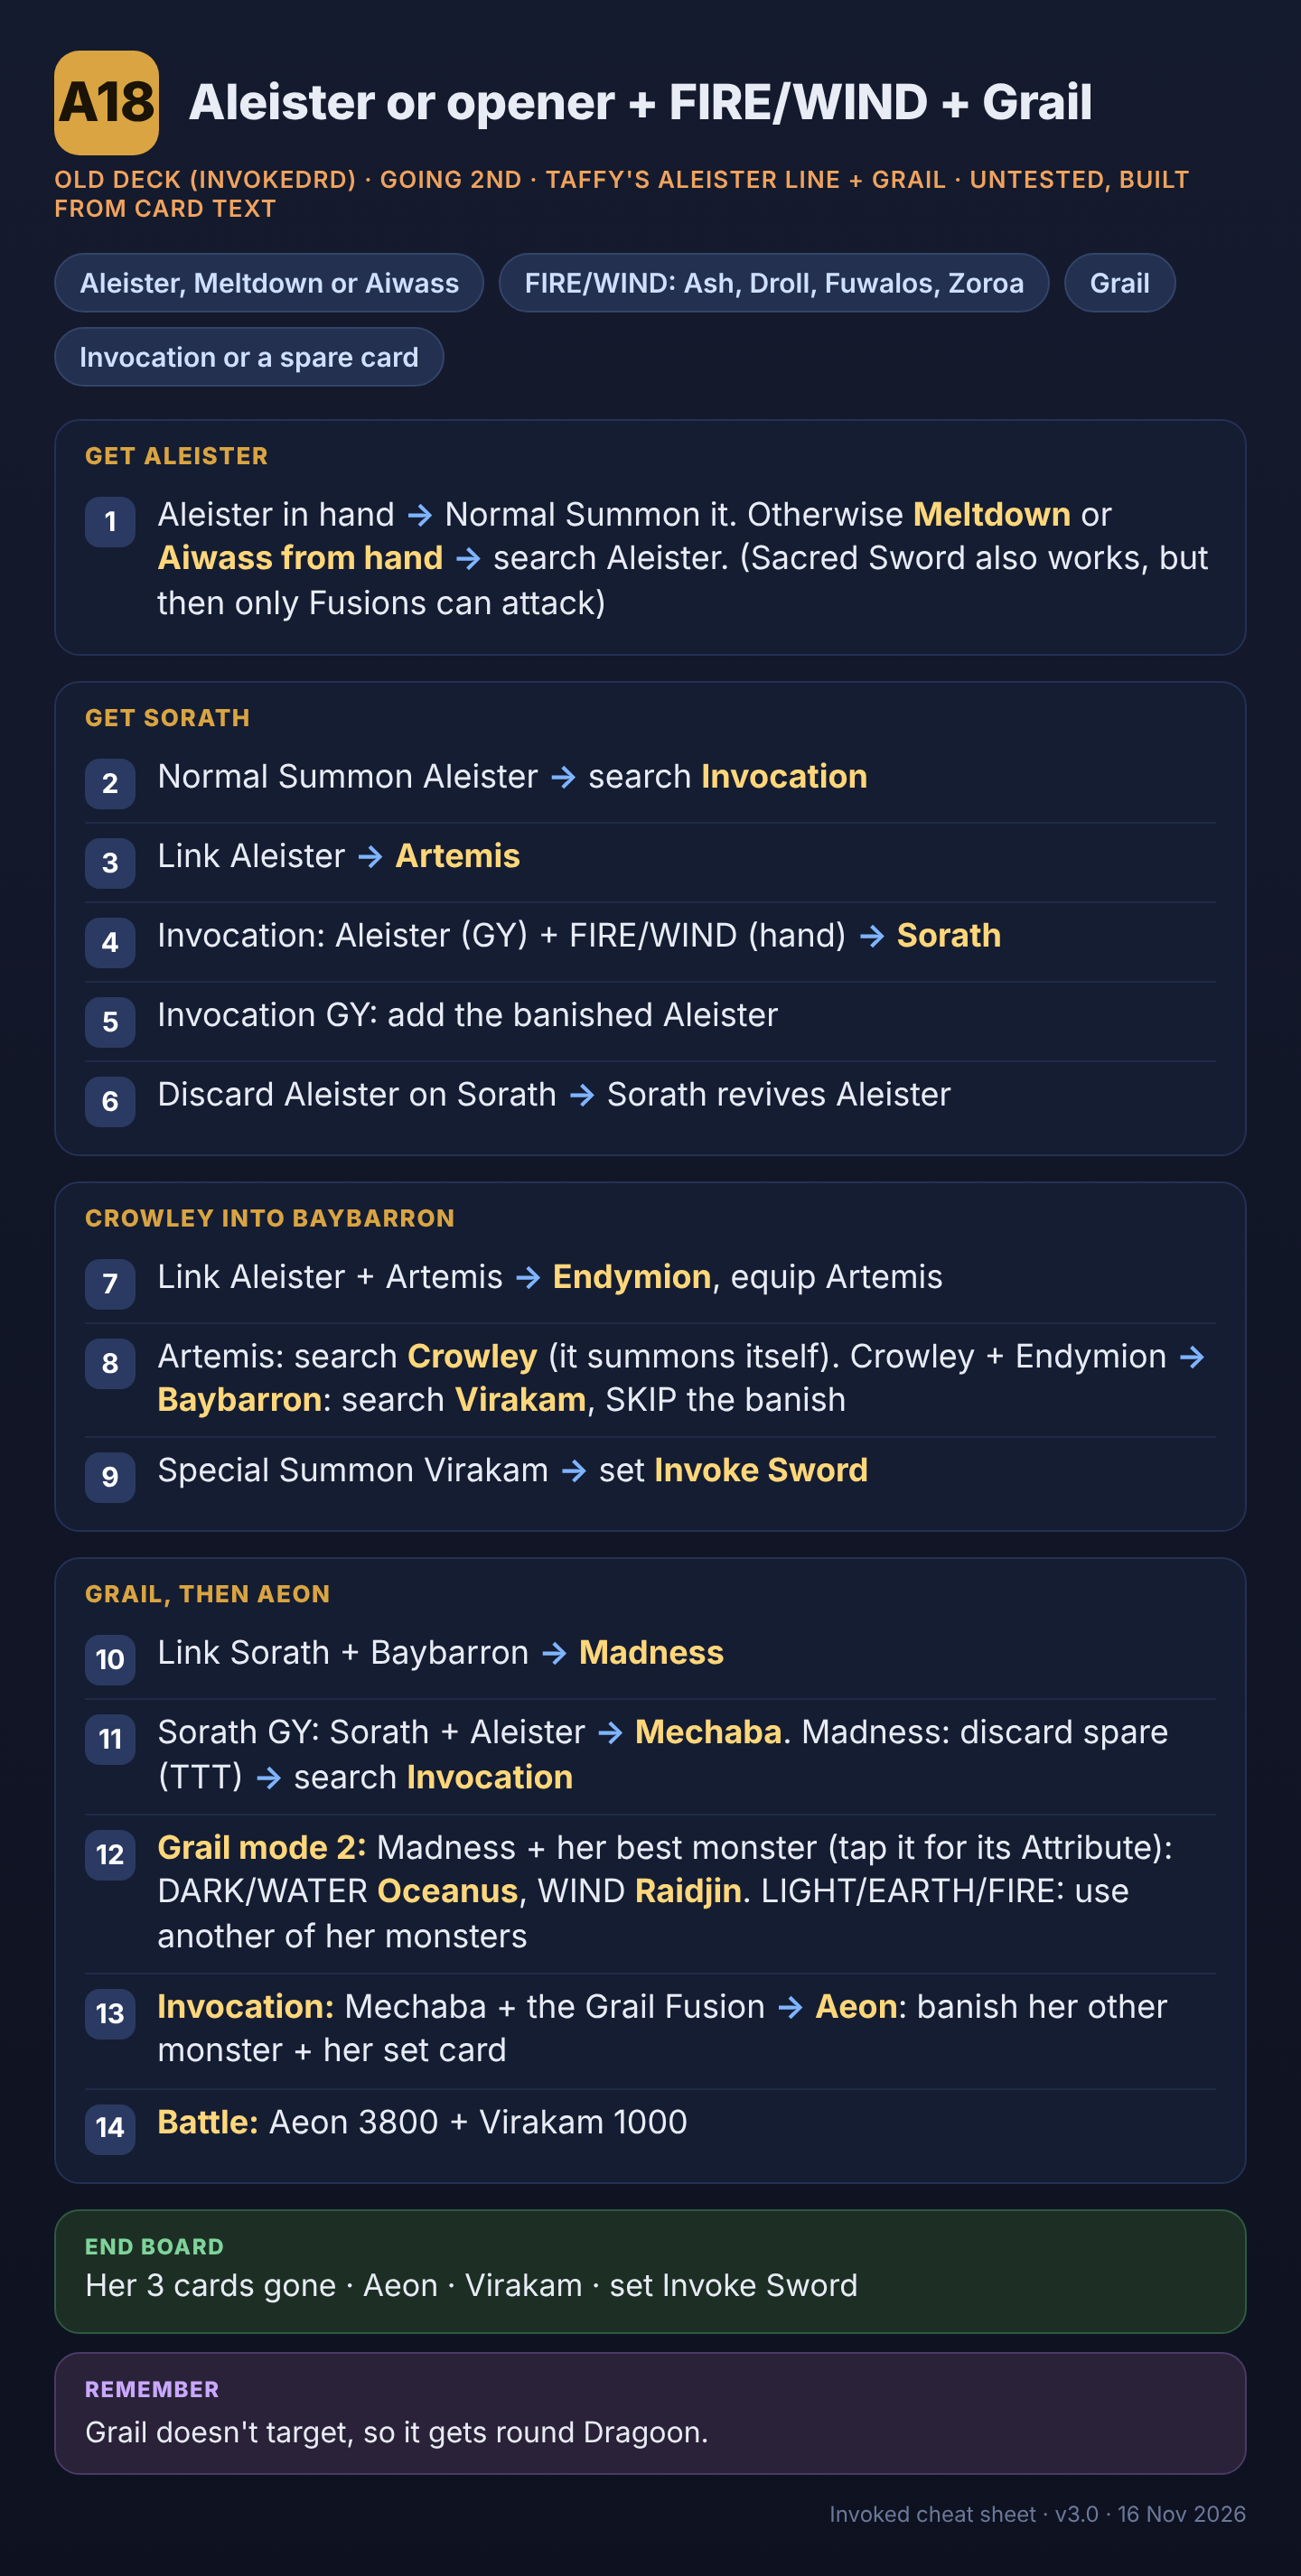 A18
Aleister or opener + FIRE/WIND + Grail
OLD DECK (INVOKEDRD) · GOING 2ND · TAFFY'S ALEISTER LINE + GRAIL · UNTESTED, BUILT
FROM CARD TEXT
Aleister, Meltdown or Aiwass
FIRE/WIND: Ash, Droll, Fuwalos, Zoroa
Grail
Invocation or a spare card
GET ALEISTER
1
Aleister in hand → Normal Summon it. Otherwise Meltdown or
Aiwass from hand → search Aleister. (Sacred Sword also works, but
then only Fusions can attack)
GET SORATH
2
Normal Summon Aleister → search Invocation
3
Link Aleister → Artemis
4
Invocation: Aleister (GY) + FIRE/WIND (hand) → Sorath
5
Invocation GY: add the banished Aleister
6
Discard Aleister on Sorath → Sorath revives Aleister
CROWLEY INTO BAYBARRON
7
Link Aleister + Artemis → Endymion, equip Artemis
8
Artemis: search Crowley (it summons itself). Crowley + Endymion →
Baybarron: search Virakam, SKIP the banish
9
Special Summon Virakam → set Invoke Sword
GRAIL, THEN AEON
10
Link Sorath + Baybarron → Madness
11
Sorath GY: Sorath + Aleister → Mechaba. Madness: discard spare
(TTT) → search Invocation
12
Grail mode 2: Madness + her best monster (tap it for its Attribute):
DARK/WATER Oceanus, WIND Raidjin. LIGHT/EARTH/FIRE: use
another of her monsters
13
Invocation: Mechaba + the Grail Fusion → Aeon: banish her other
monster + her set card
14
Battle: Aeon 3800 + Virakam 1000
END BOARD
Her 3 cards gone · Aeon · Virakam · set Invoke Sword
REMEMBER
Grail doesn't target, so it gets round Dragoon.
Invoked cheat sheet · v3.0 · 16 Nov 2026